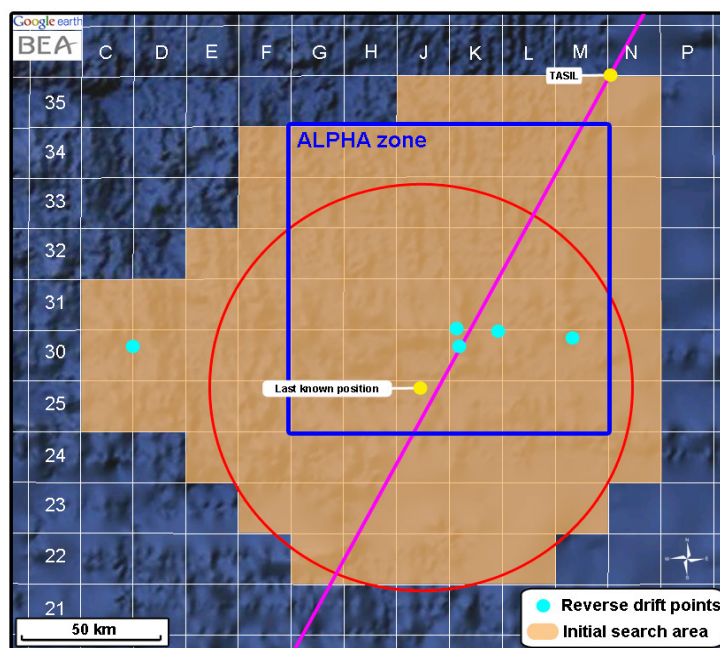 Google earth
BEA
C D E F G H J K L M N P
TASIL
35
ALPHA zone
34
33
32
31
30
Last known position
25
24
23
22
21
50 km
Reverse drift points
Initial search area